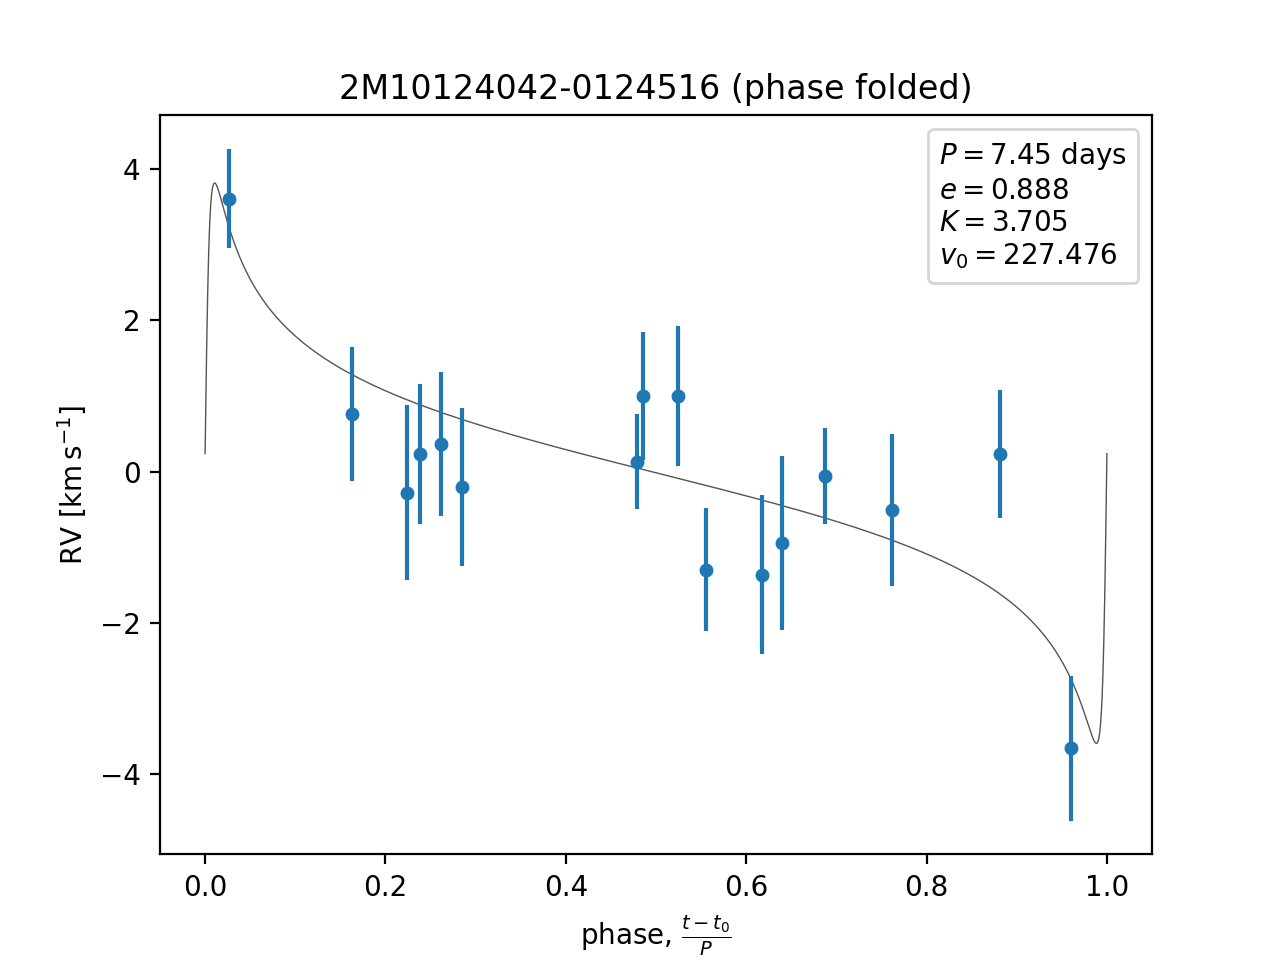 2M10124042-0124516 (phase folded)
P = 7.45 days
e = 0.888
K = 3.705
v₀ = 227.476
RV [km s⁻¹]
4
2
0
−2
−4
0.0 0.2 0.4 0.6 0.8 1.0
phase, (t − t₀)/P